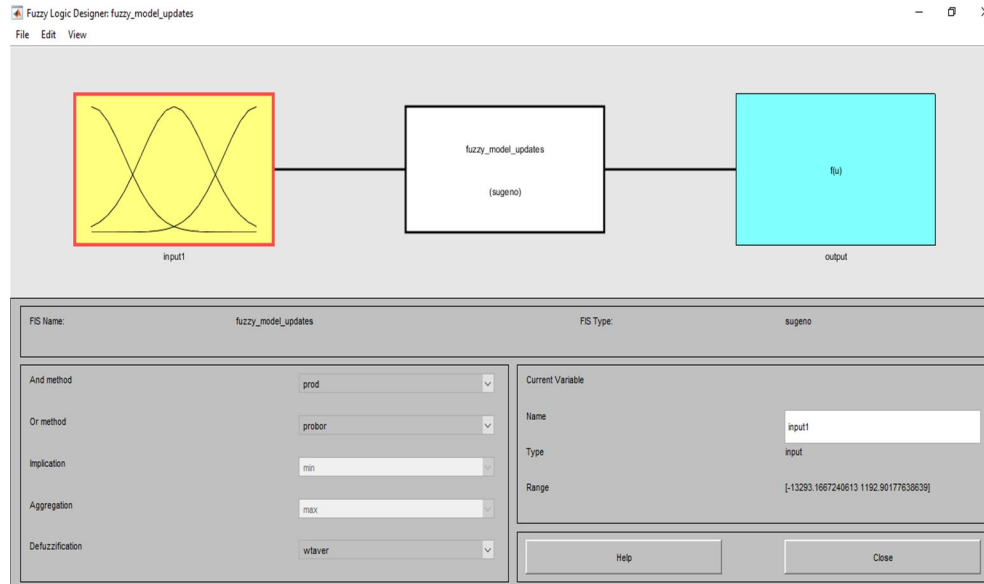 Fuzzy Logic Designer: fuzzy_model_updates
File Edit View
fuzzy_model_updates
(sugeno)
f(u)
input1
output
FIS Name: fuzzy_model_updates FIS Type: sugeno
And method prod
Or method probor
Implication min
Aggregation max
Defuzzification wtaver
Current Variable
Name input1
Type input
Range [-13293.1667240613 1192.90177638639]
Help Close